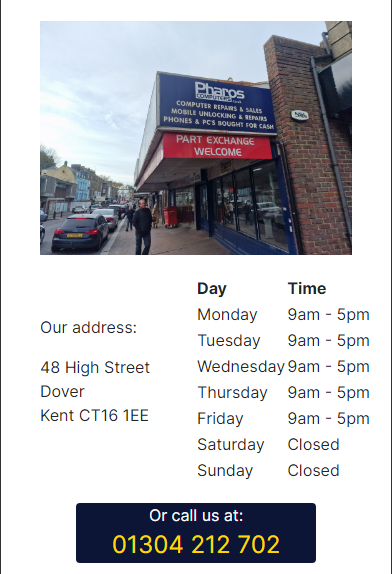 Pharos
COMPUTERS
COMPUTER REPAIRS & SALES
MOBILE UNLOCKING & REPAIRS
PHONES & PC'S BOUGHT FOR CASH
PART EXCHANGE
WELCOME
Our address:
48 High Street
Dover
Kent CT16 1EE
Day Time
Monday 9am - 5pm
Tuesday 9am - 5pm
Wednesday 9am - 5pm
Thursday 9am - 5pm
Friday 9am - 5pm
Saturday Closed
Sunday Closed
Or call us at:
01304 212 702